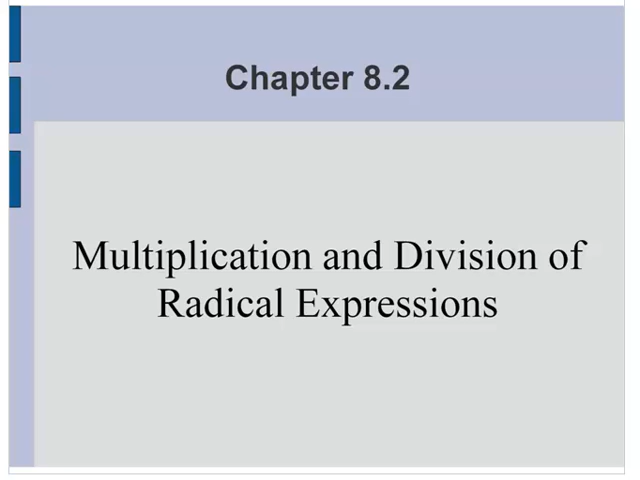 Chapter 8.2
Multiplication and Division of
Radical Expressions